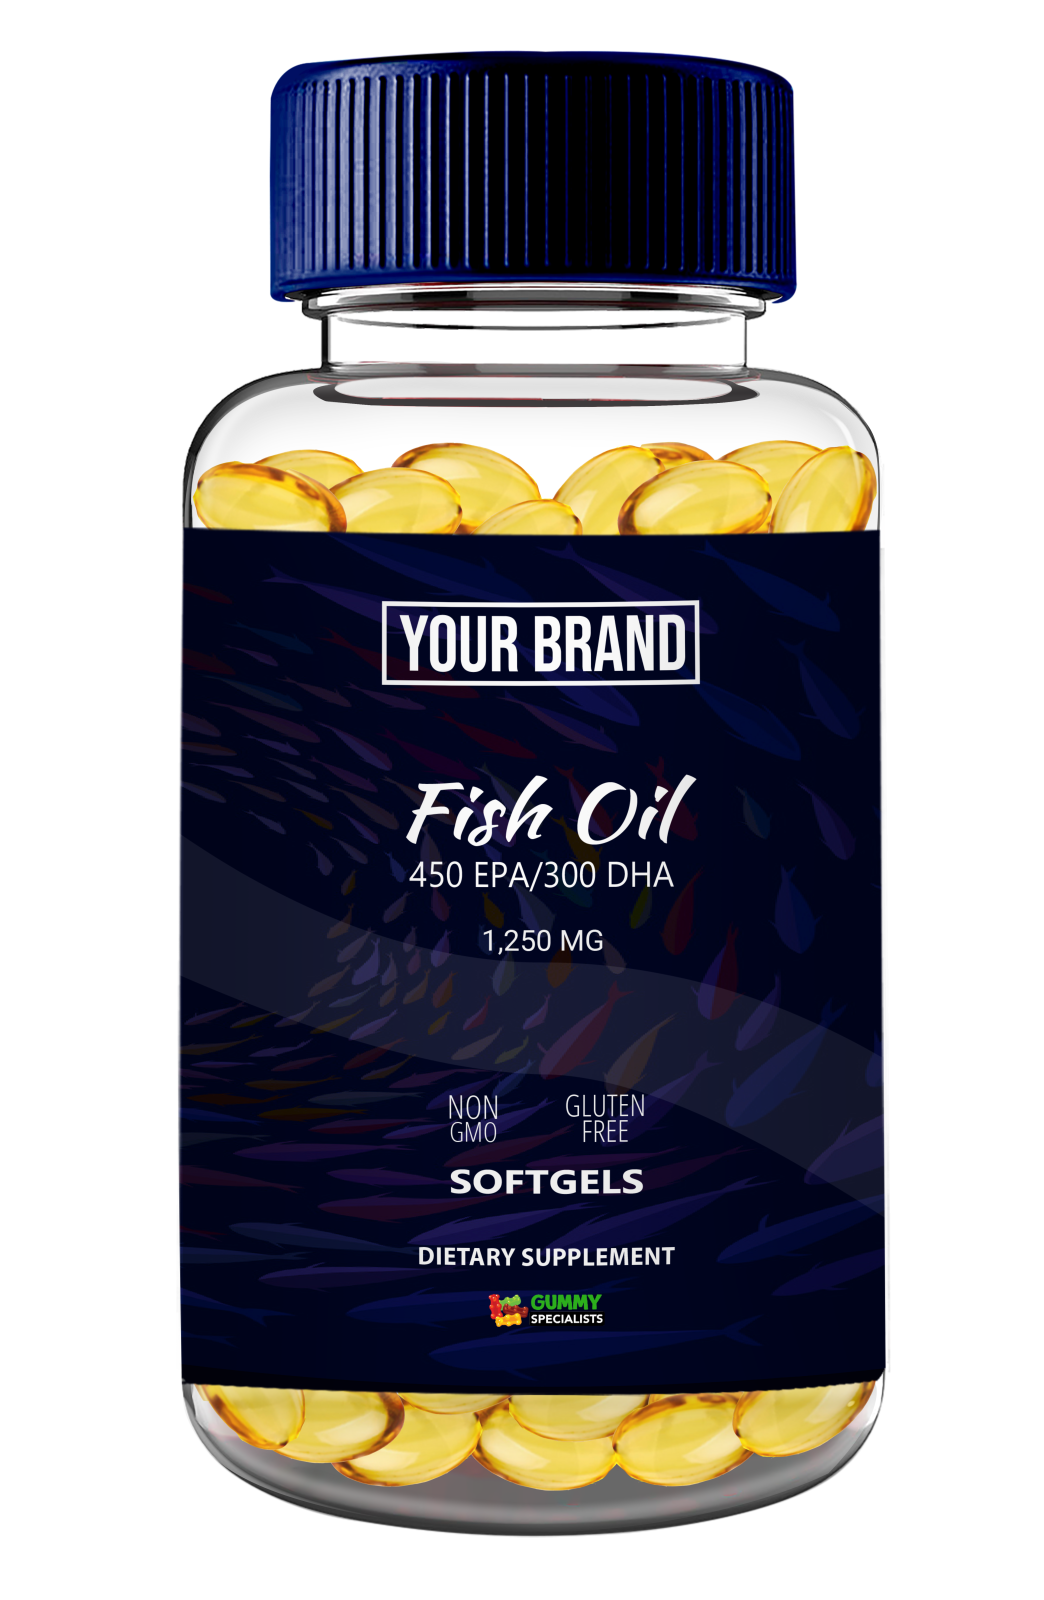 YOUR BRAND
Fish Oil
450 EPA/300 DHA
1,250 MG
NON
GMO
GLUTEN
FREE
SOFTGELS
DIETARY SUPPLEMENT
GUMMY
SPECIALISTS